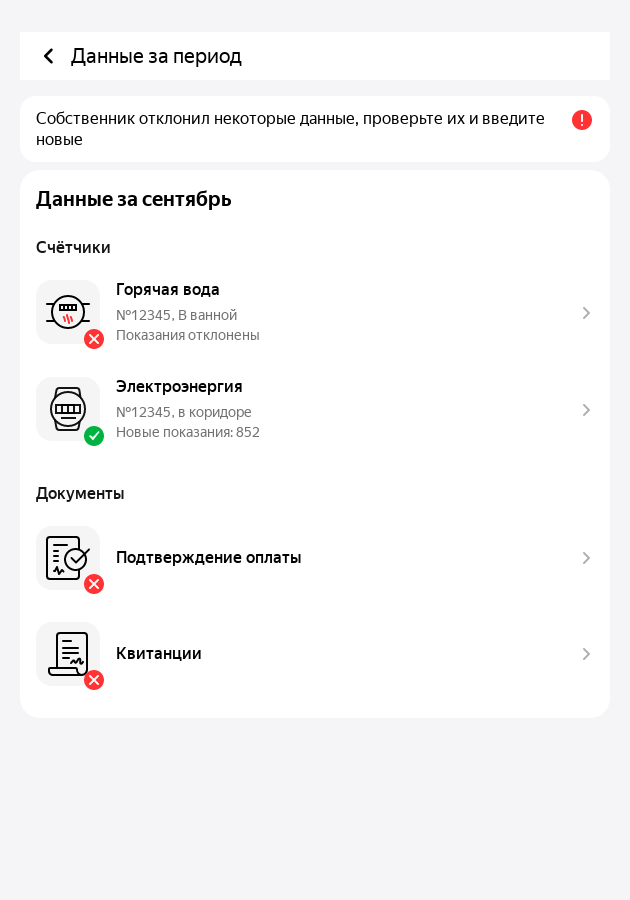 Данные за период
Собственник отклонил некоторые данные, проверьте их и введите
новые
Данные за сентябрь
Счётчики
Горячая вода
№12345, В ванной
Показания отклонены
Электроэнергия
№12345, в коридоре
Новые показания: 852
Документы
Подтверждение оплаты
Квитанции